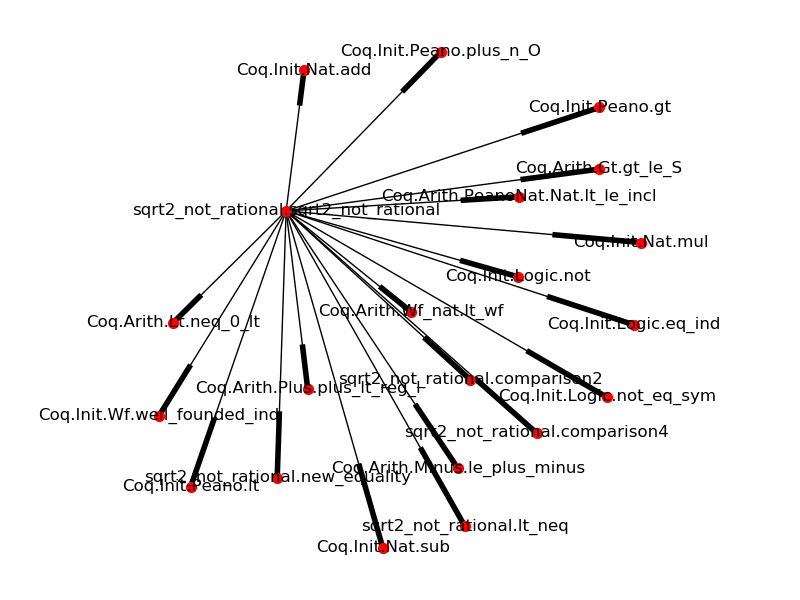 Coq.Init.Peano.plus_n_O
Coq.Init.Nat.add
Coq.Init.Peano.gt
Coq.Arith.Gt.gt_le_S
Coq.Arith.PeanoNat.Nat.lt_le_incl
sqrt2_not_rational.sqrt2_not_rational
Coq.Init.Nat.mul
Coq.Init.Logic.not
Coq.Arith.Wf_nat.lt_wf
Coq.Arith.Lt.neq_0_lt
Coq.Init.Logic.eq_ind
sqrt2_not_rational.comparison2
Coq.Arith.Plus.plus_lt_reg_l
Coq.Init.Logic.not_eq_sym
Coq.Init.Wf.well_founded_ind
sqrt2_not_rational.comparison4
Coq.Arith.Minus.le_plus_minus
sqrt2_not_rational.new_equality
Coq.Init.Peano.lt
sqrt2_not_rational.lt_neq
Coq.Init.Nat.sub